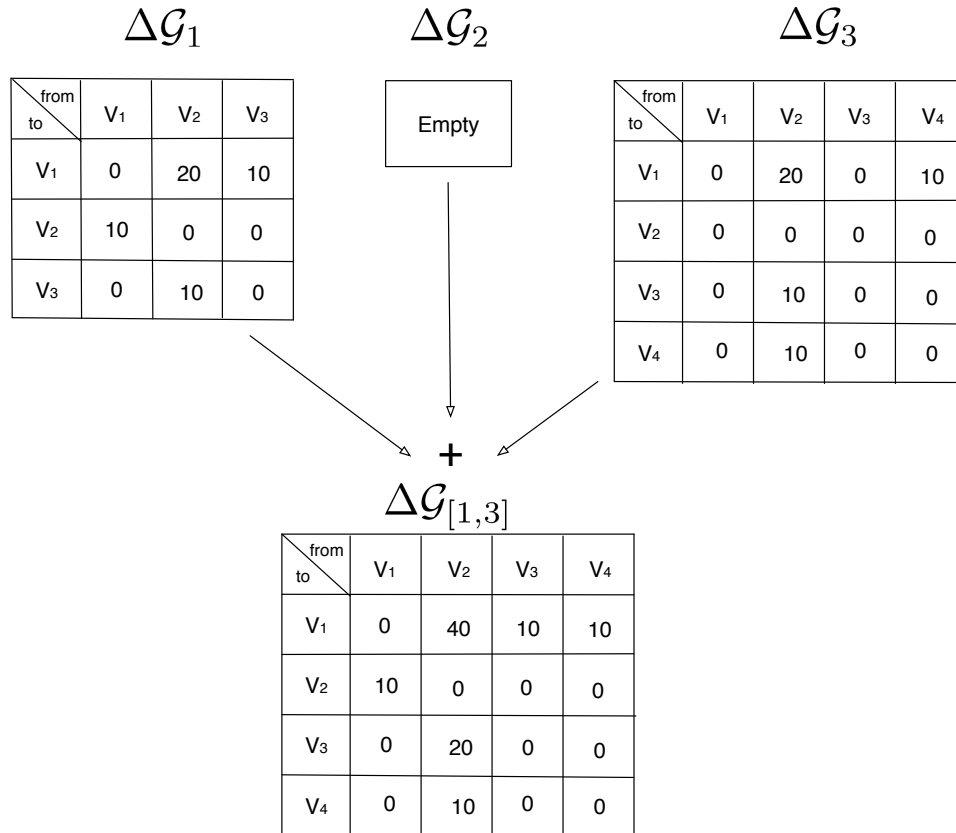 Δ𝒢₁ Δ𝒢₂ Δ𝒢₃
from
to V₁ V₂ V₃
V₁ 0 20 10
V₂ 10 0 0
V₃ 0 10 0
Empty
from
to V₁ V₂ V₃ V₄
V₁ 0 20 0 10
V₂ 0 0 0 0
V₃ 0 10 0 0
V₄ 0 10 0 0
+
Δ𝒢[1,3]
from
to V₁ V₂ V₃ V₄
V₁ 0 40 10 10
V₂ 10 0 0 0
V₃ 0 20 0 0
V₄ 0 10 0 0